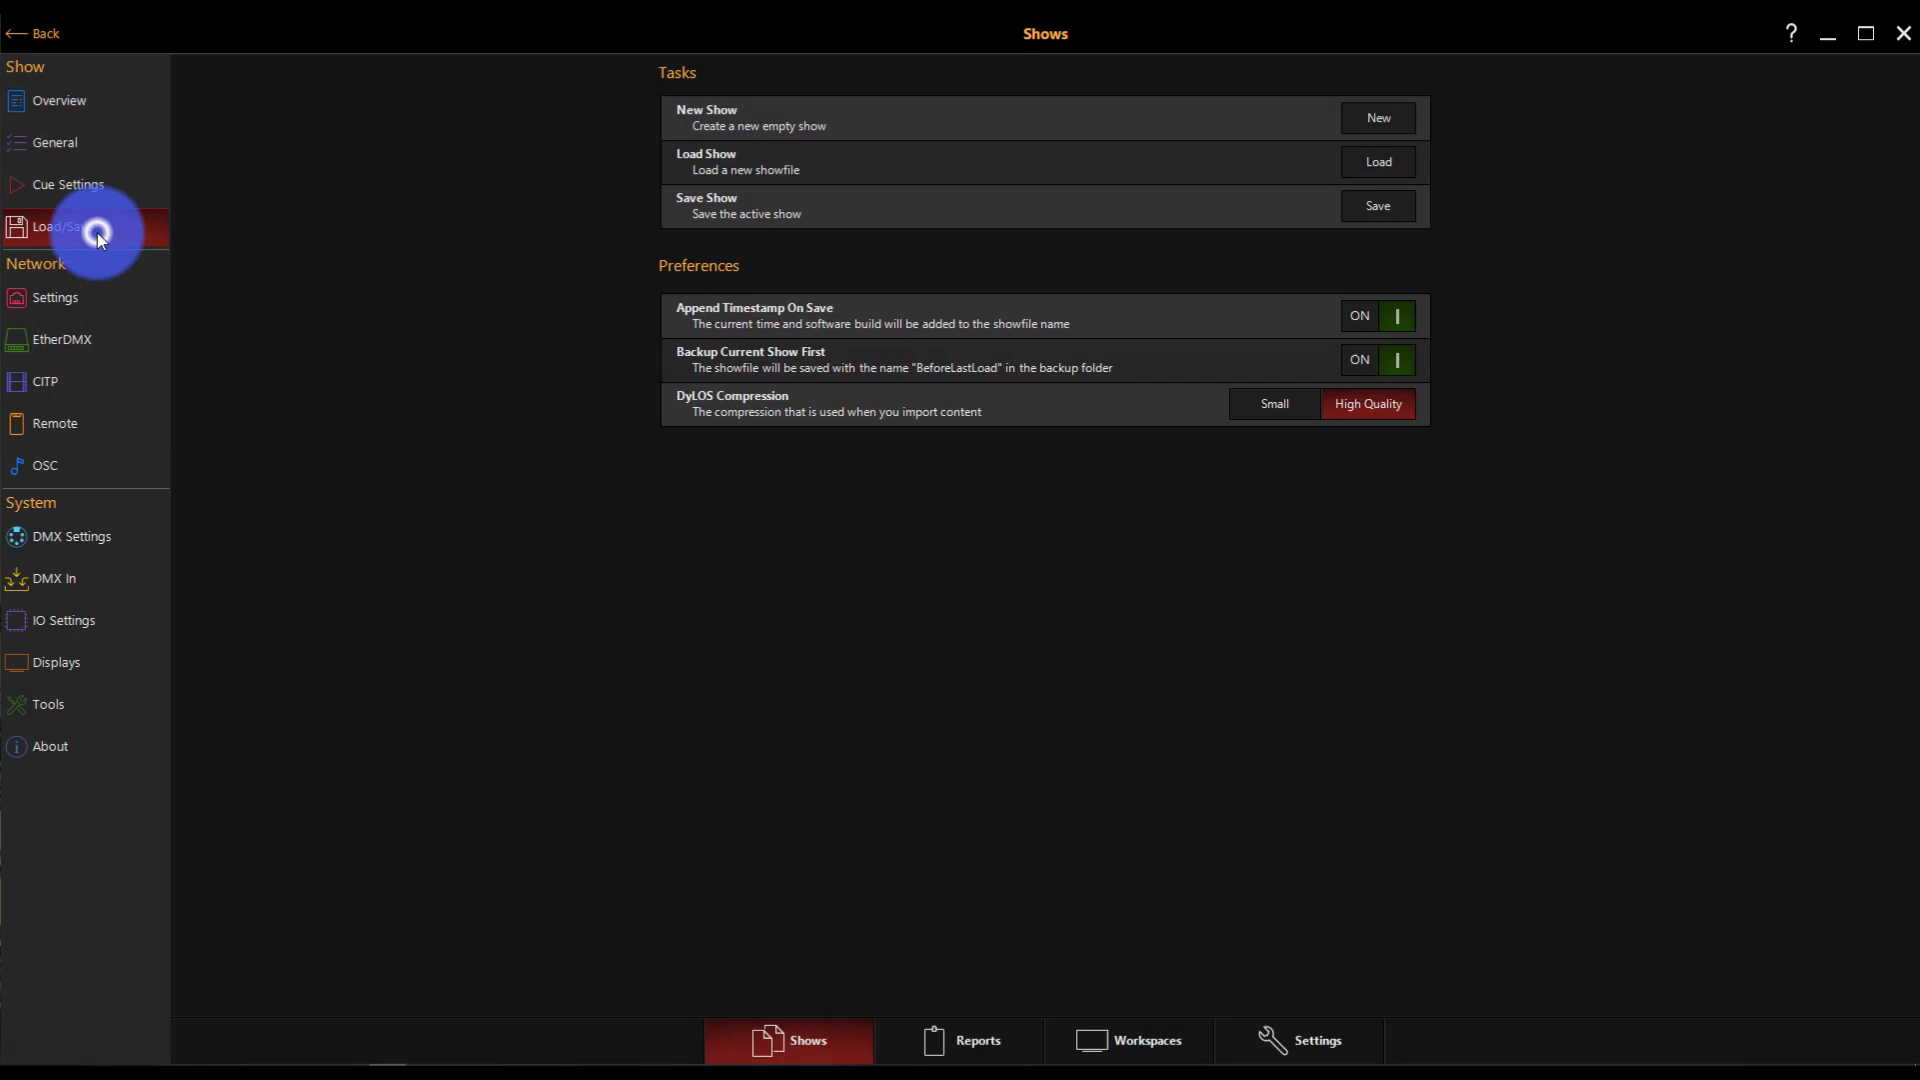 Back
Shows
?
Show
Overview
General
Cue Settings
Load/Sa
Network
Settings
EtherDMX
CITP
Remote
OSC
System
DMX Settings
DMX In
IO Settings
Displays
Tools
About
Tasks
New Show
Create a new empty show
New
Load Show
Load a new showfile
Load
Save Show
Save the active show
Save
Preferences
Append Timestamp On Save
The current time and software build will be added to the showfile name
ON
Backup Current Show First
The showfile will be saved with the name "BeforeLastLoad" in the backup folder
ON
DyLOS Compression
The compression that is used when you import content
Small
High Quality
Shows
Reports
Workspaces
Settings